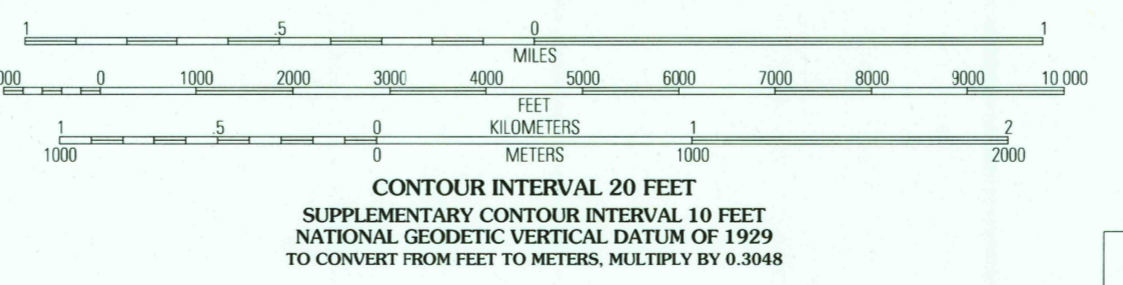 1 .5 0 1
MILES
0 1000 2000 3000 4000 5000 6000 7000 8000 9000 10 000
FEET
1 .5 0 KILOMETERS 1 2
1000 0 METERS 1000 2000
CONTOUR INTERVAL 20 FEET
SUPPLEMENTARY CONTOUR INTERVAL 10 FEET
NATIONAL GEODETIC VERTICAL DATUM OF 1929
TO CONVERT FROM FEET TO METERS, MULTIPLY BY 0.3048